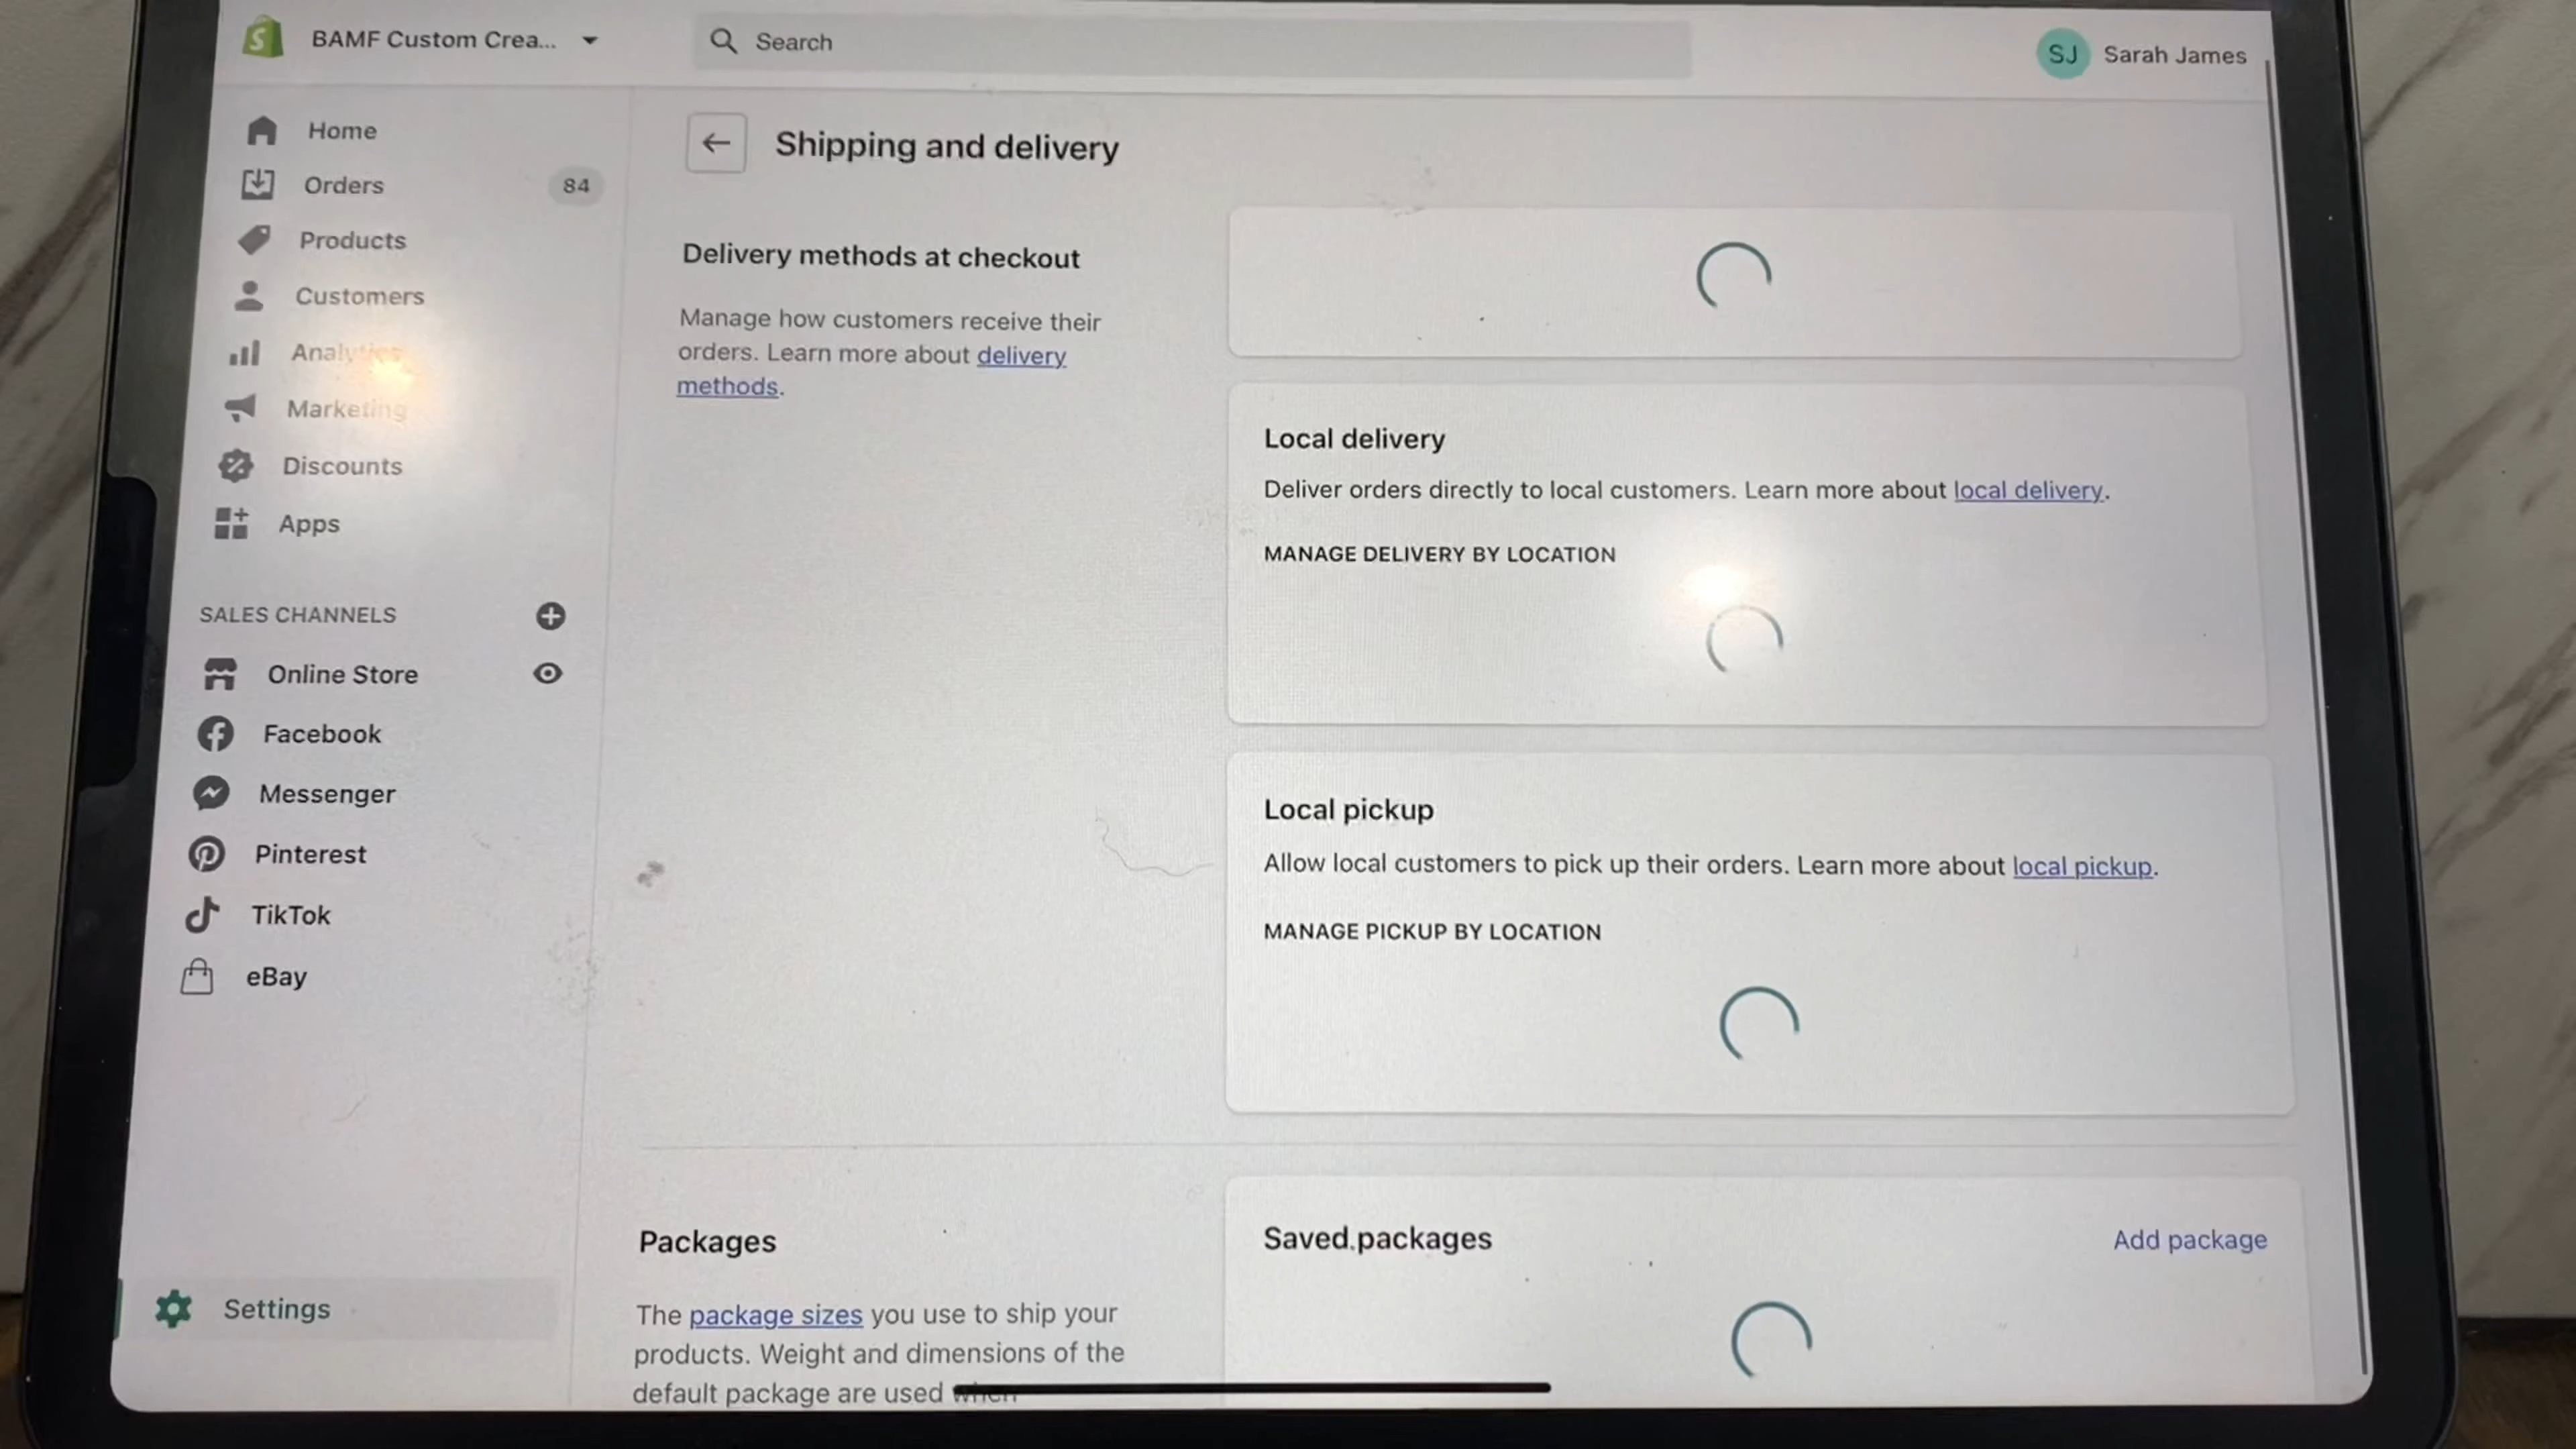 BAMF Custom Crea...
Search
SJ Sarah James
Home
Orders 84
Products
Customers
Analytics
Marketing
Discounts
Apps
SALES CHANNELS
Online Store
Facebook
Messenger
Pinterest
TikTok
eBay
Settings
Shipping and delivery
Delivery methods at checkout
Manage how customers receive their
orders. Learn more about delivery
methods.
Local delivery
Deliver orders directly to local customers. Learn more about local delivery.
MANAGE DELIVERY BY LOCATION
Local pickup
Allow local customers to pick up their orders. Learn more about local pickup.
MANAGE PICKUP BY LOCATION
Packages
The package sizes you use to ship your
products. Weight and dimensions of the
default package are used when
Saved packages
Add package